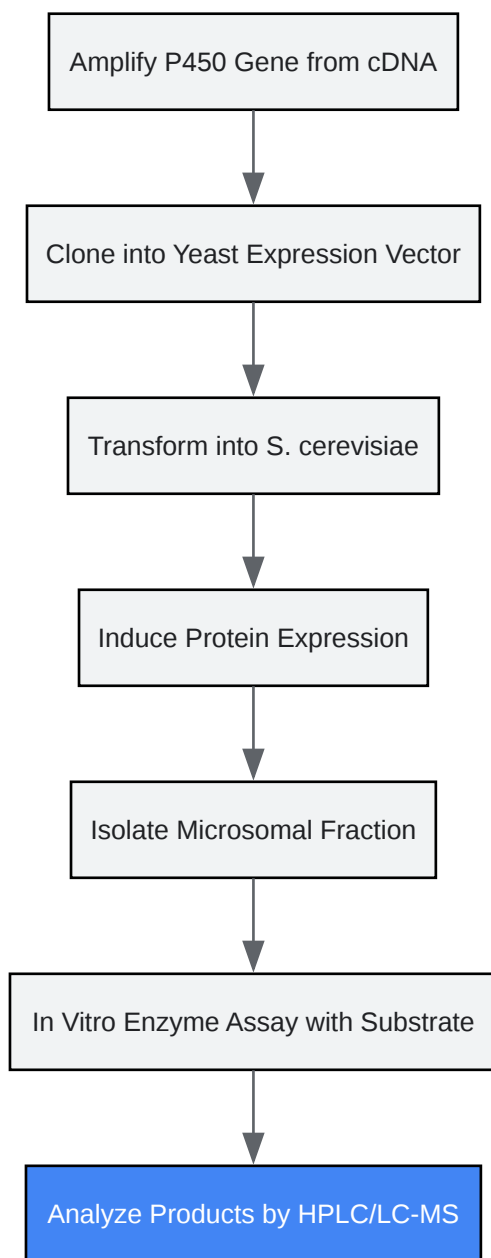 Amplify P450 Gene from cDNA
Clone into Yeast Expression Vector
Transform into S. cerevisiae
Induce Protein Expression
Isolate Microsomal Fraction
In Vitro Enzyme Assay with Substrate
Analyze Products by HPLC/LC-MS